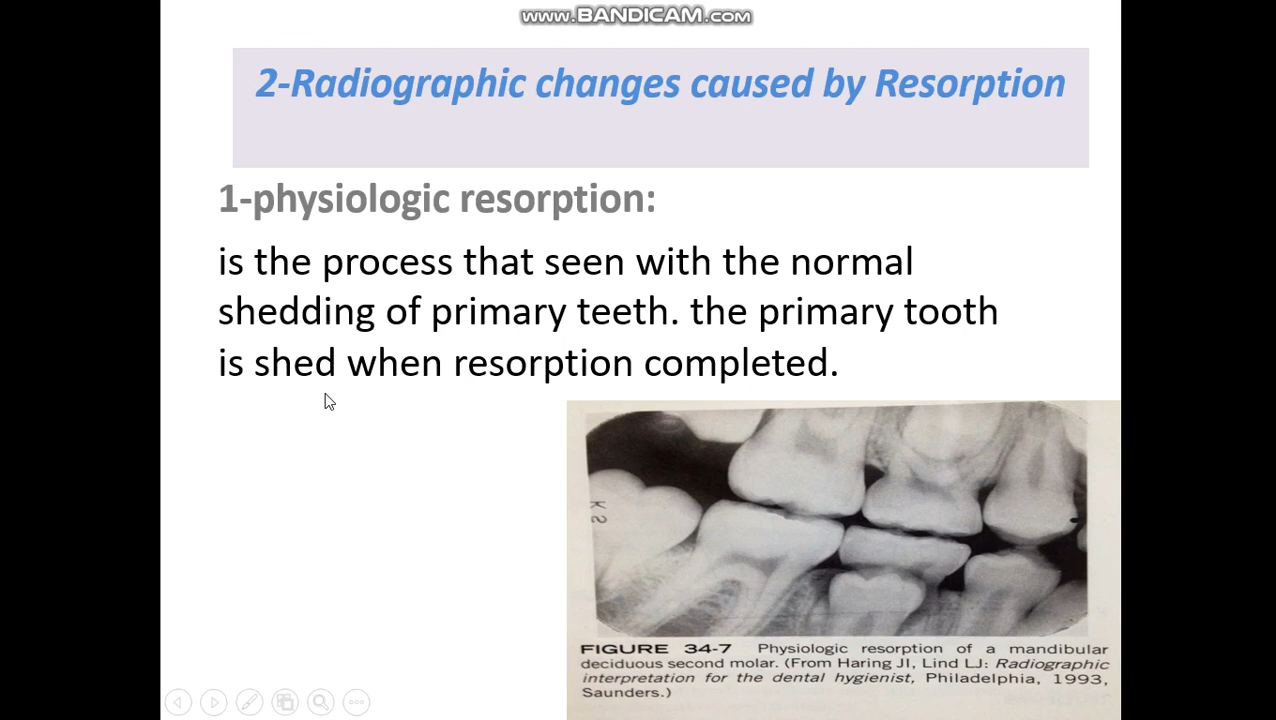 www.BANDICAM.com
2-Radiographic changes caused by Resorption
1-physiologic resorption:
is the process that seen with the normal
shedding of primary teeth. the primary tooth
is shed when resorption completed.
K S
FIGURE 34-7 Physiologic resorption of a mandibular
deciduous second molar. (From Haring JI, Lind LJ: Radiographic
interpretation for the dental hygienist, Philadelphia, 1993,
Saunders.)